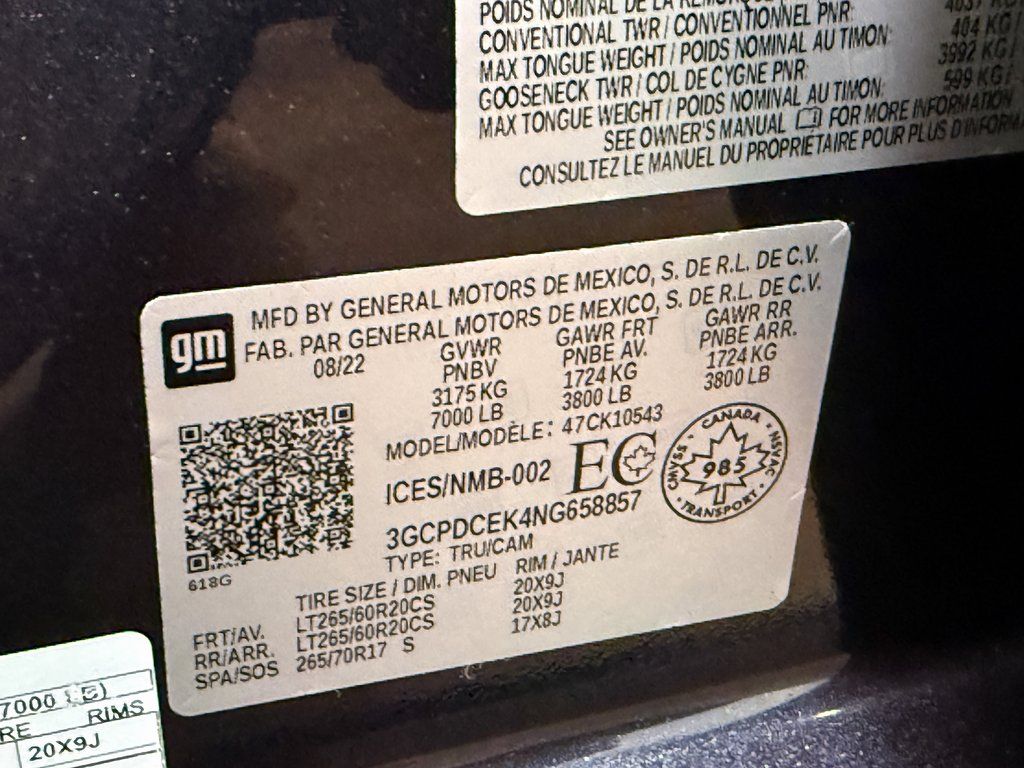 POIDS NOMINAL DE LA
CONVENTIONAL TWR / CONVENTIONNEL PNR:
MAX TONGUE WEIGHT / POIDS NOMINAL AU TIMON: 404 KG /
GOOSENECK TWR / COL DE CYGNE PNR: 3992 KG /
MAX TONGUE WEIGHT / POIDS NOMINAL AU TIMON: 599 KG /
SEE OWNER'S MANUAL FOR MORE INFORMATION
CONSULTEZ LE MANUEL DU PROPRIÉTAIRE POUR PLUS D'INFORM
gm
MFD BY GENERAL MOTORS DE MEXICO, S. DE R.L. DE C.V.
FAB. PAR GENERAL MOTORS DE MEXICO, S. DE R.L. DE C.V.
08/22 GVWR GAWR FRT GAWR RR
PNBV PNBE AV. PNBE ARR.
3175 KG 1724 KG 1724 KG
7000 LB 3800 LB 3800 LB
MODEL/MODÈLE: 47CK10543
ICES/NMB-002 EC
CANADA
NSVAC 985 CMVSS
TRANSPORT
3GCPDCEK4NG658857
TYPE: TRU/CAM
618G
TIRE SIZE / DIM. PNEU RIM / JANTE
FRT/AV. LT265/60R20CS 20X9J
RR/ARR. LT265/60R20CS 20X9J
SPA/SOS 265/70R17 S 17X8J
7000
RE RIMS
20X9J